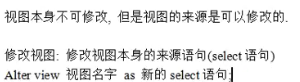 视图本身不可修改, 但是视图的来源是可以修改的.
修改视图: 修改视图本身的来源语句(select 语句)
Alter view 视图名字 as 新的 select 语句;